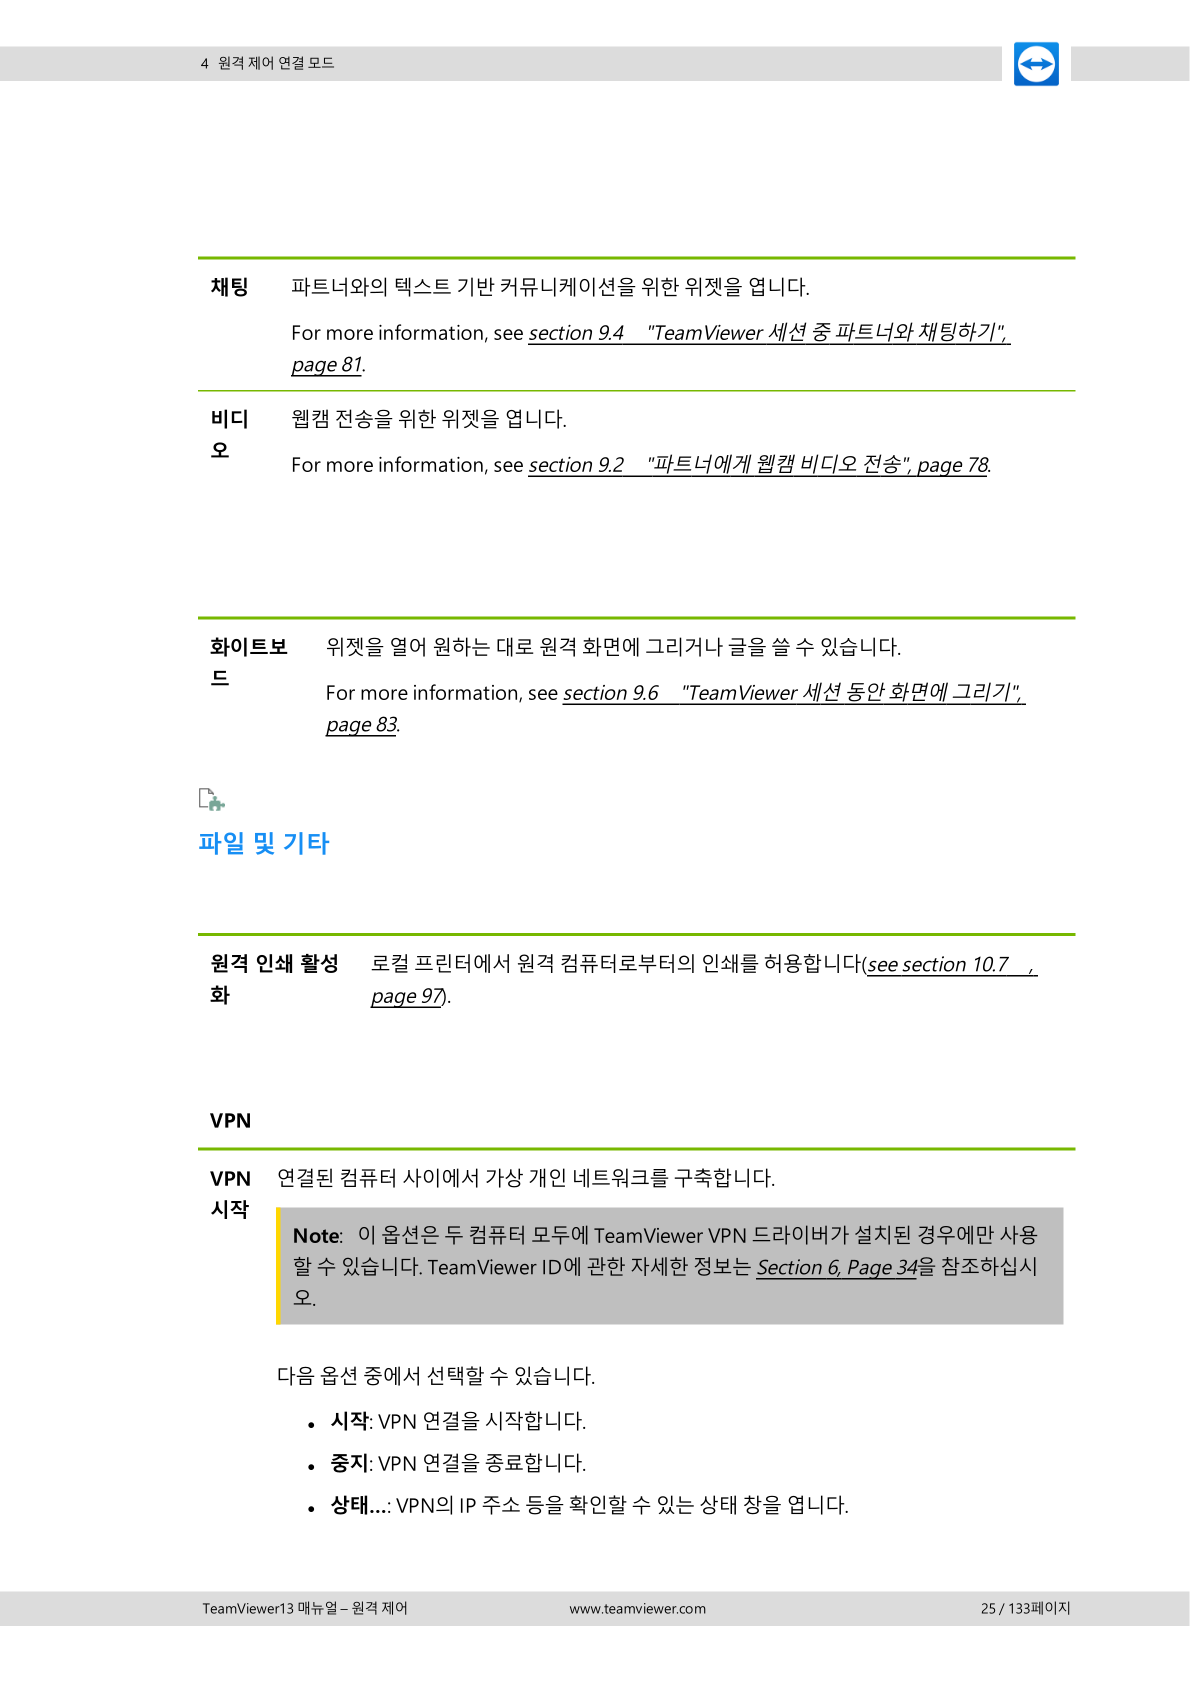 4 원격 제어 연결 모드
채팅 파트너와의 텍스트 기반 커뮤니케이션을 위한 위젯을 엽니다.
For more information, see section 9.4 "TeamViewer 세션 중 파트너와 채팅하기",
page 81.
비디 웹캠 전송을 위한 위젯을 엽니다.
오
For more information, see section 9.2 "파트너에게 웹캠 비디오 전송", page 78.
화이트보 위젯을 열어 원하는 대로 원격 화면에 그리거나 글을 쓸 수 있습니다.
드
For more information, see section 9.6 "TeamViewer 세션 동안 화면에 그리기",
page 83.
파일 및 기타
원격 인쇄 활성 로컬 프린터에서 원격 컴퓨터로부터의 인쇄를 허용합니다(see section 10.7 ,
화 page 97).
VPN
VPN 연결된 컴퓨터 사이에서 가상 개인 네트워크를 구축합니다.
시작
Note: 이 옵션은 두 컴퓨터 모두에 TeamViewer VPN 드라이버가 설치된 경우에만 사용
할 수 있습니다. TeamViewer ID에 관한 자세한 정보는 Section 6, Page 34을 참조하십시
오.
다음 옵션 중에서 선택할 수 있습니다.
• 시작: VPN 연결을 시작합니다.
• 중지: VPN 연결을 종료합니다.
• 상태...: VPN의 IP 주소 등을 확인할 수 있는 상태 창을 엽니다.
TeamViewer13 매뉴얼 – 원격 제어 www.teamviewer.com 25 / 133페이지